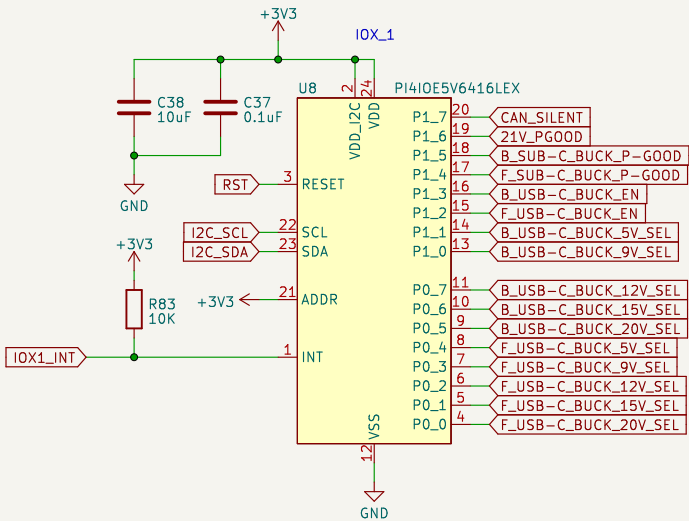 +3V3
IOX_1
U8
PI4IOE5V6416LEX
C38
10uF
C37
0.1uF
GND
2
24
VDD_I2C
VDD
RST
3
RESET
I2C_SCL
22
SCL
I2C_SDA
23
SDA
+3V3
R83
10K
+3V3
21
ADDR
IOX1_INT
1
INT
P1_7
20
CAN_SILENT
P1_6
19
21V_PGOOD
P1_5
18
B_SUB-C_BUCK_P-GOOD
P1_4
17
F_SUB-C_BUCK_P-GOOD
P1_3
16
B_USB-C_BUCK_EN
P1_2
15
F_USB-C_BUCK_EN
P1_1
14
B_USB-C_BUCK_5V_SEL
P1_0
13
B_USB-C_BUCK_9V_SEL
P0_7
11
B_USB-C_BUCK_12V_SEL
P0_6
10
B_USB-C_BUCK_15V_SEL
P0_5
9
B_USB-C_BUCK_20V_SEL
P0_4
8
F_USB-C_BUCK_5V_SEL
P0_3
7
F_USB-C_BUCK_9V_SEL
P0_2
6
F_USB-C_BUCK_12V_SEL
P0_1
5
F_USB-C_BUCK_15V_SEL
P0_0
4
F_USB-C_BUCK_20V_SEL
VSS
12
GND